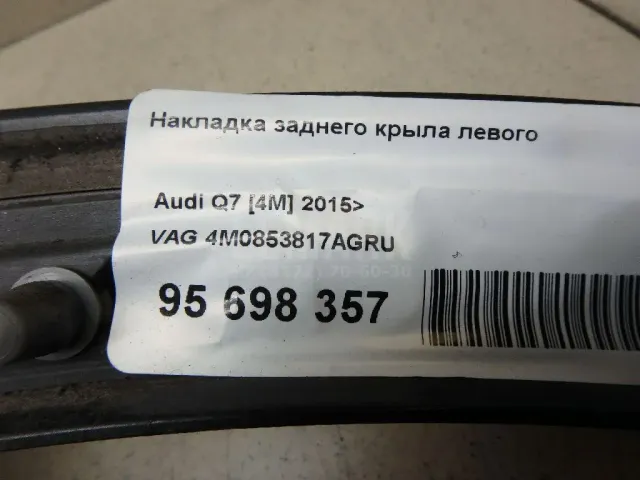 Накладка заднего крыла левого
Audi Q7 [4M] 2015>
VAG 4M0853817AGRU
95 698 357